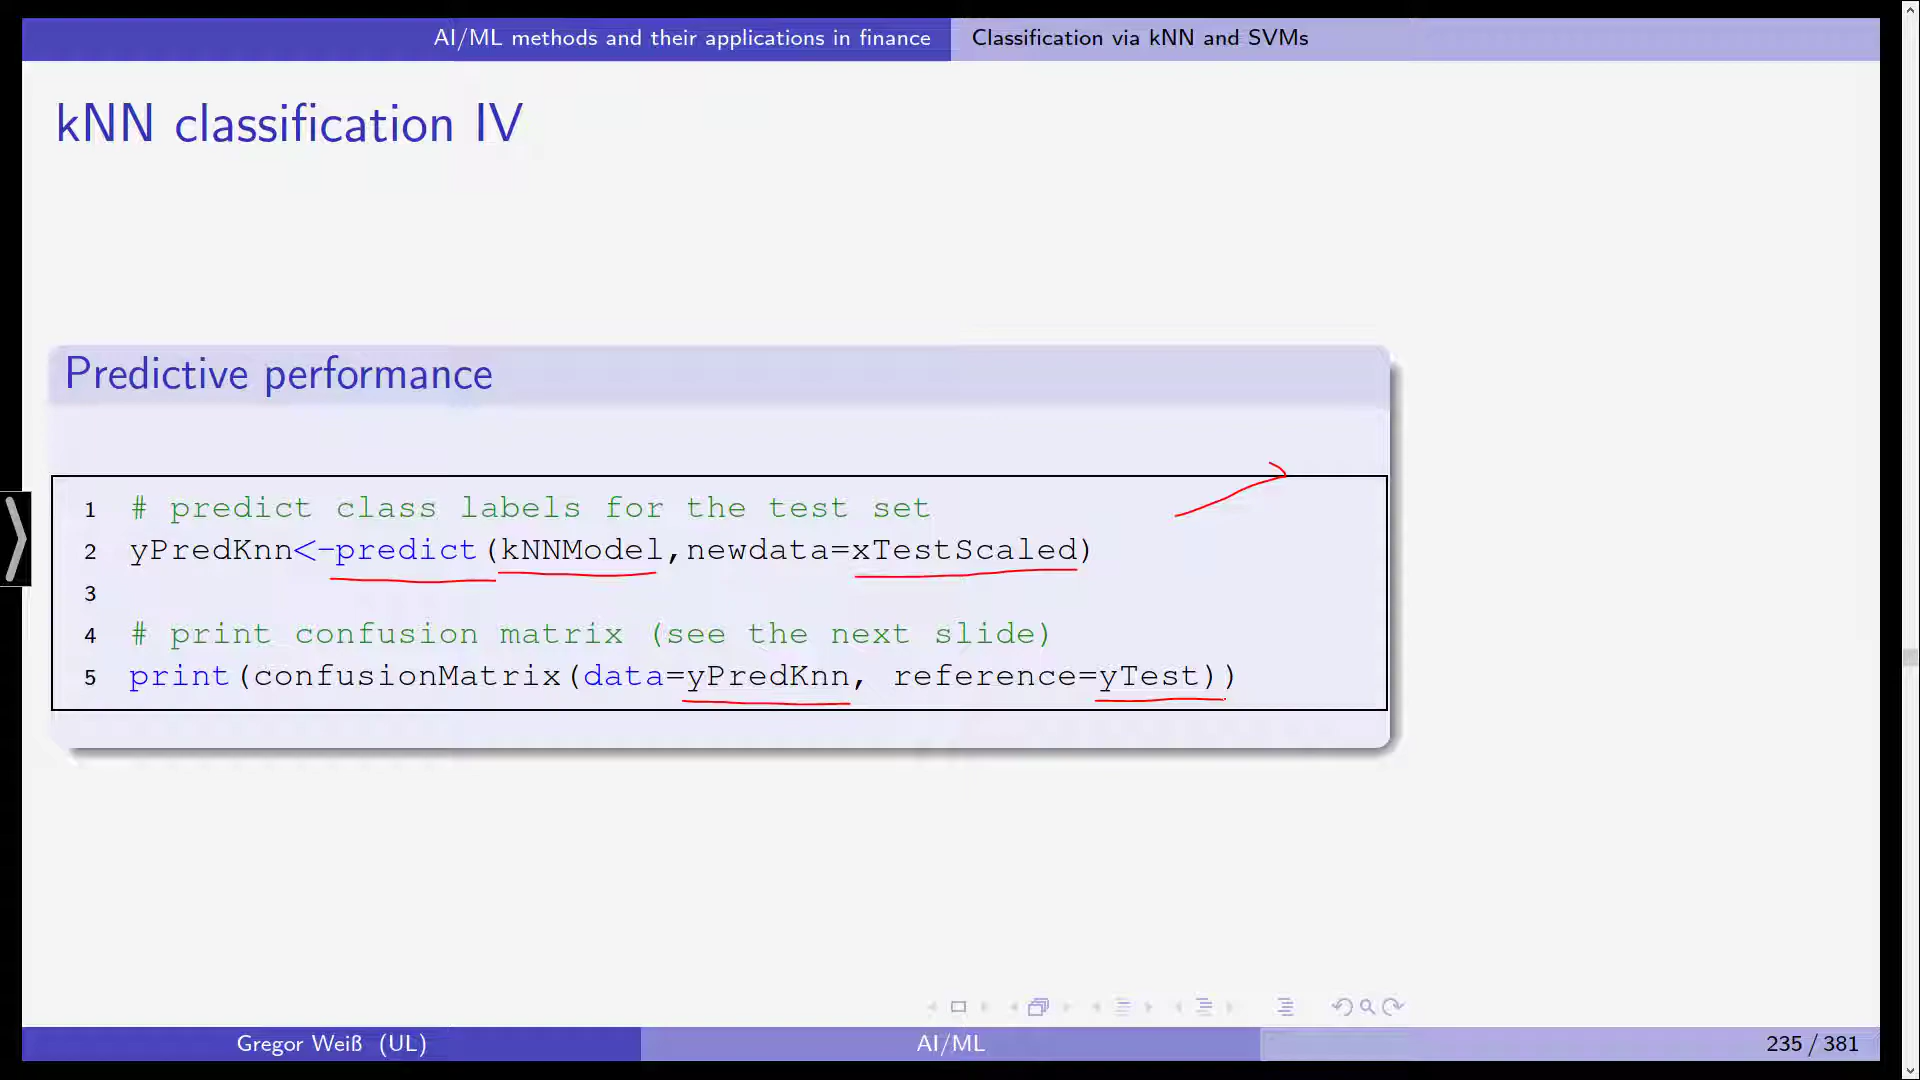 AI/ML methods and their applications in finance
Classification via kNN and SVMs
kNN classification IV
Predictive performance
1 # predict class labels for the test set
2 yPredKnn<-predict(kNNModel,newdata=xTestScaled)
3
4 # print confusion matrix (see the next slide)
5 print(confusionMatrix(data=yPredKnn, reference=yTest))
Gregor Weiß (UL)
AI/ML
235 / 381